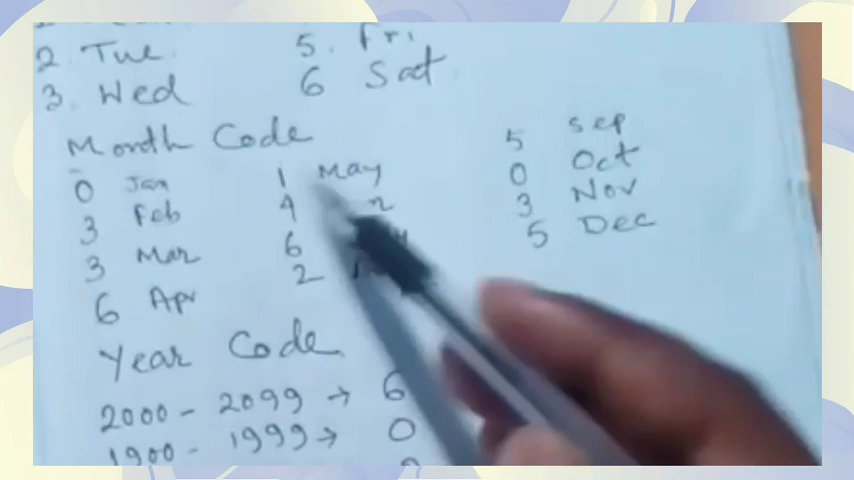 2. Tue 5. Fri
3. Wed 6 Sat
Month Code
0 Jan 1 May 5 Sep
3 Feb 4 0 Oct
3 Mar 6 3 Nov
6 Apr 2 5 Dec
Year Code
2000 - 2099 → 6
1900 - 1999 → 0